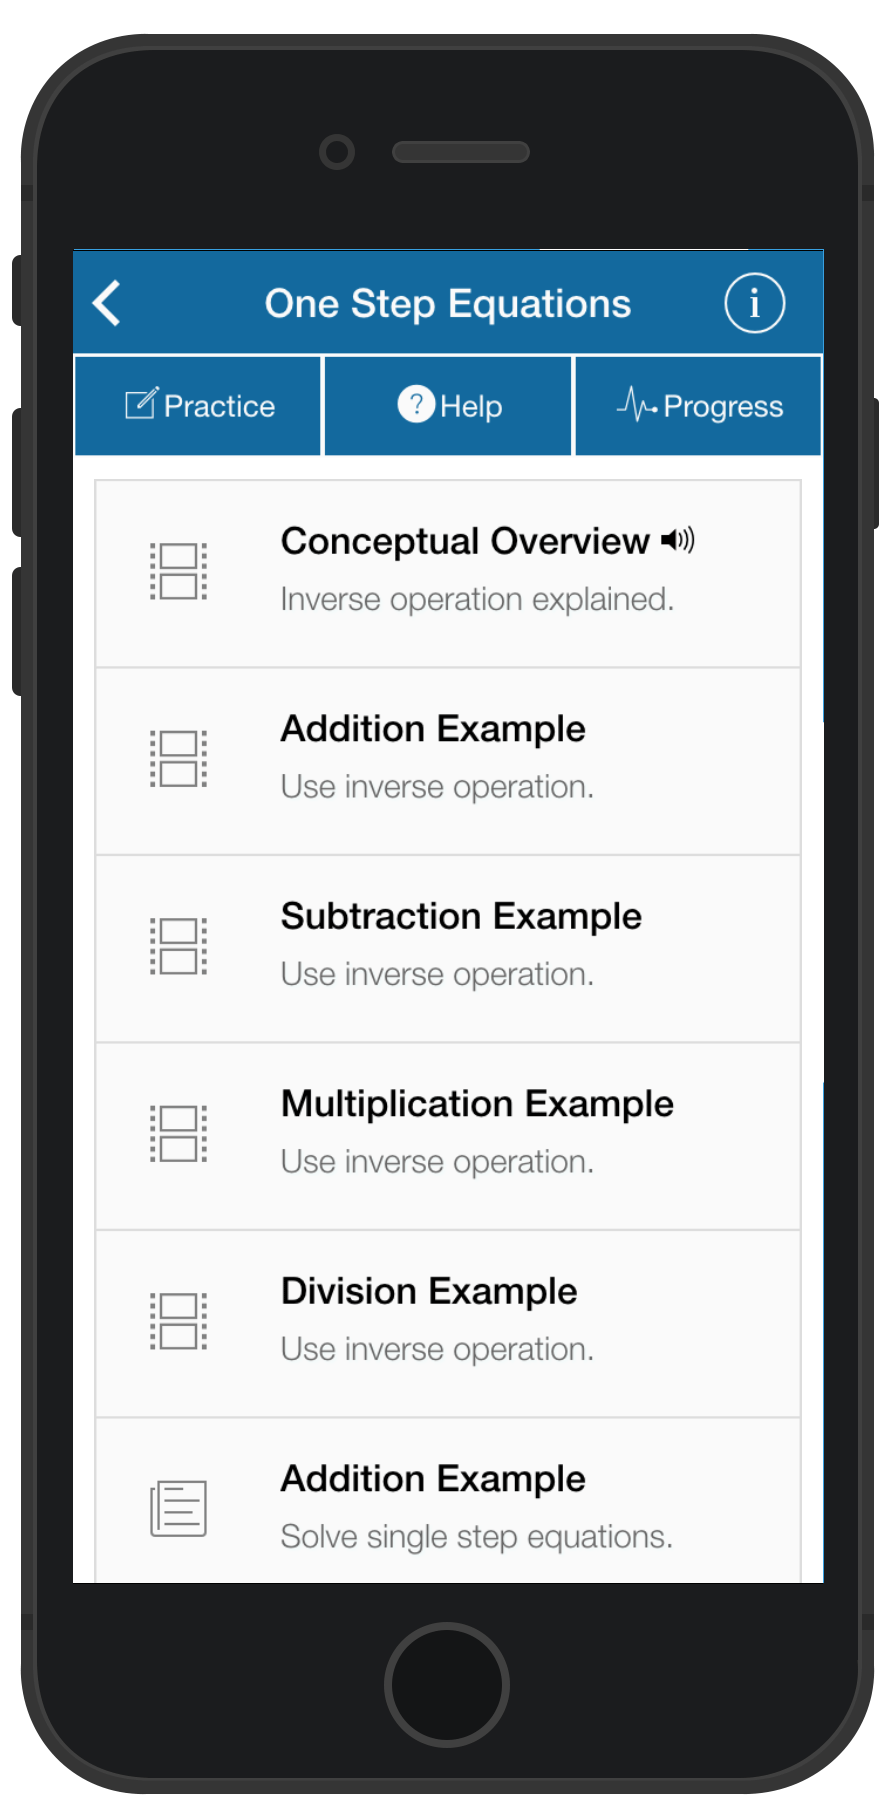 One Step Equations
Practice
Help
Progress
Conceptual Overview
Inverse operation explained.
Addition Example
Use inverse operation.
Subtraction Example
Use inverse operation.
Multiplication Example
Use inverse operation.
Division Example
Use inverse operation.
Addition Example
Solve single step equations.